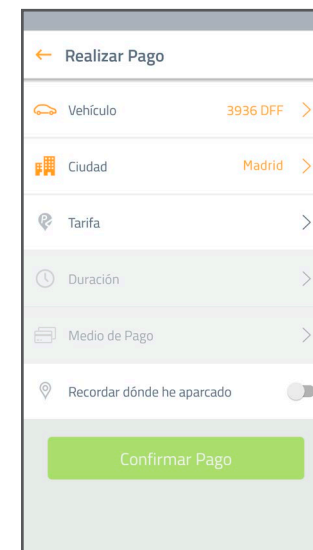 Realizar Pago
Vehículo 3936 DFF
Ciudad Madrid
Tarifa
Duración
Medio de Pago
Recordar dónde he aparcado
Confirmar Pago